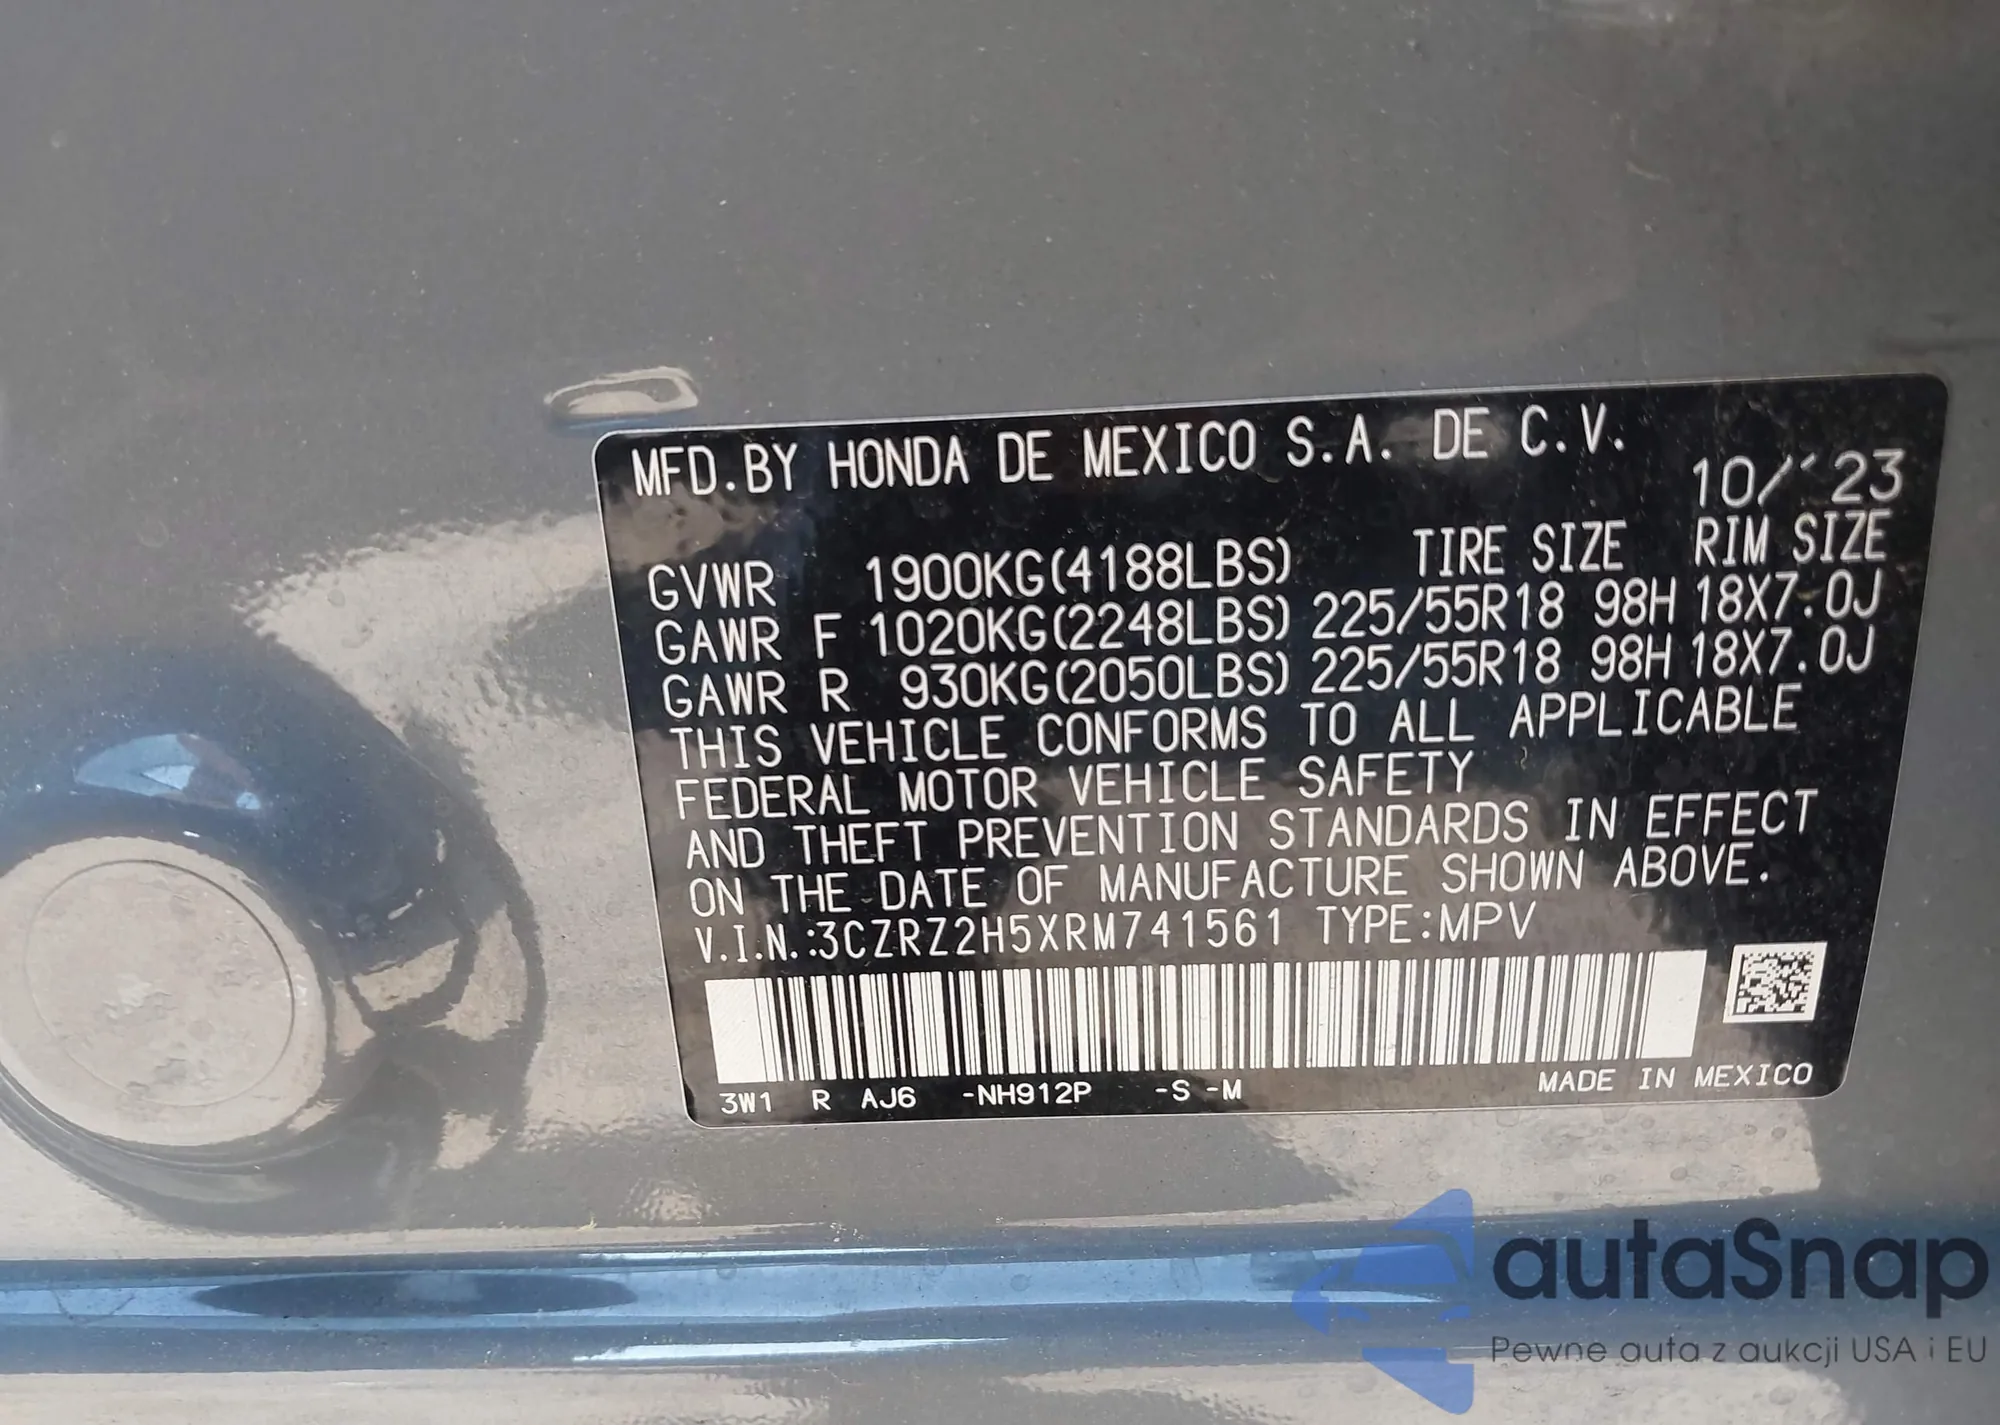 MFD.BY HONDA DE MEXICO S.A. DE C.V.
10/'23
GVWR 1900KG(4188LBS) TIRE SIZE RIM SIZE
GAWR F 1020KG(2248LBS) 225/55R18 98H 18X7.0J
GAWR R 930KG(2050LBS) 225/55R18 98H 18X7.0J
THIS VEHICLE CONFORMS TO ALL APPLICABLE
FEDERAL MOTOR VEHICLE SAFETY
AND THEFT PREVENTION STANDARDS IN EFFECT
ON THE DATE OF MANUFACTURE SHOWN ABOVE.
V.I.N.:3CZRZ2H5XRM741561 TYPE:MPV
3W1 R AJ6 -NH912P -S -M MADE IN MEXICO
autaSnap
Pewne auta z aukcji USA i EU